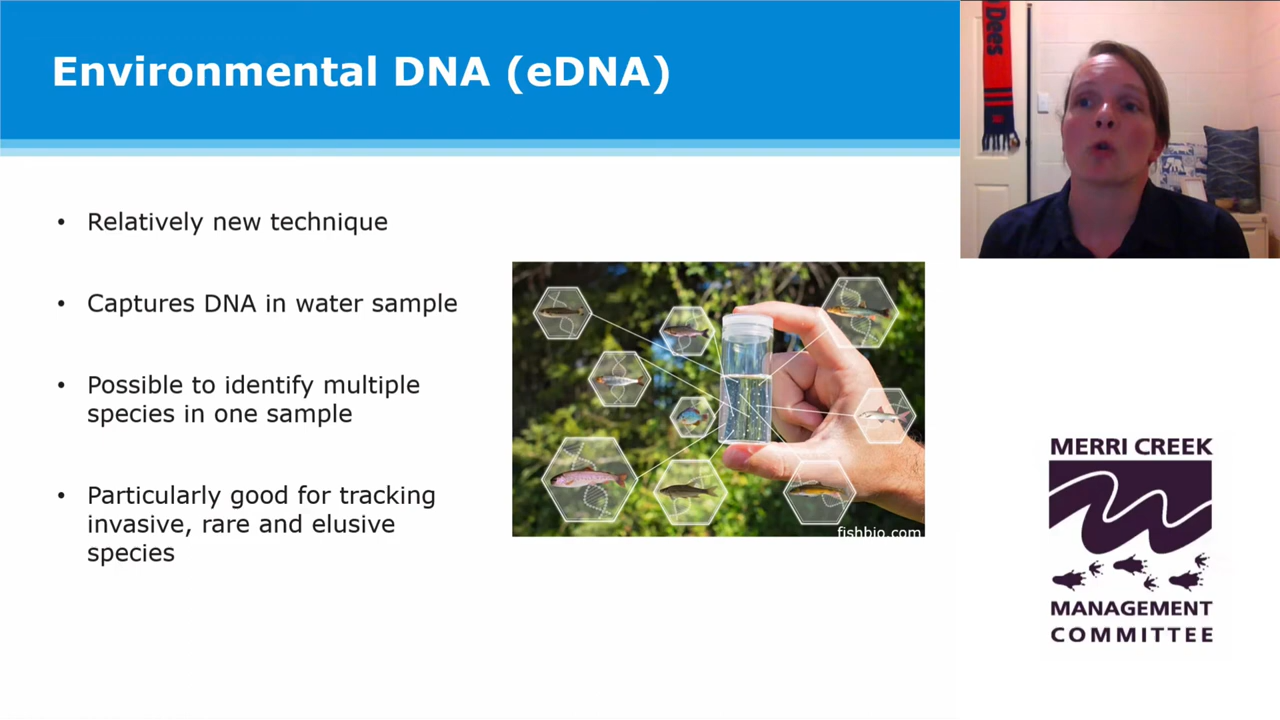 Environmental DNA (eDNA)
• Relatively new technique
• Captures DNA in water sample
• Possible to identify multiple
species in one sample
• Particularly good for tracking
invasive, rare and elusive
species
fishbio.com
Dees
MERRI CREEK
MANAGEMENT
COMMITTEE